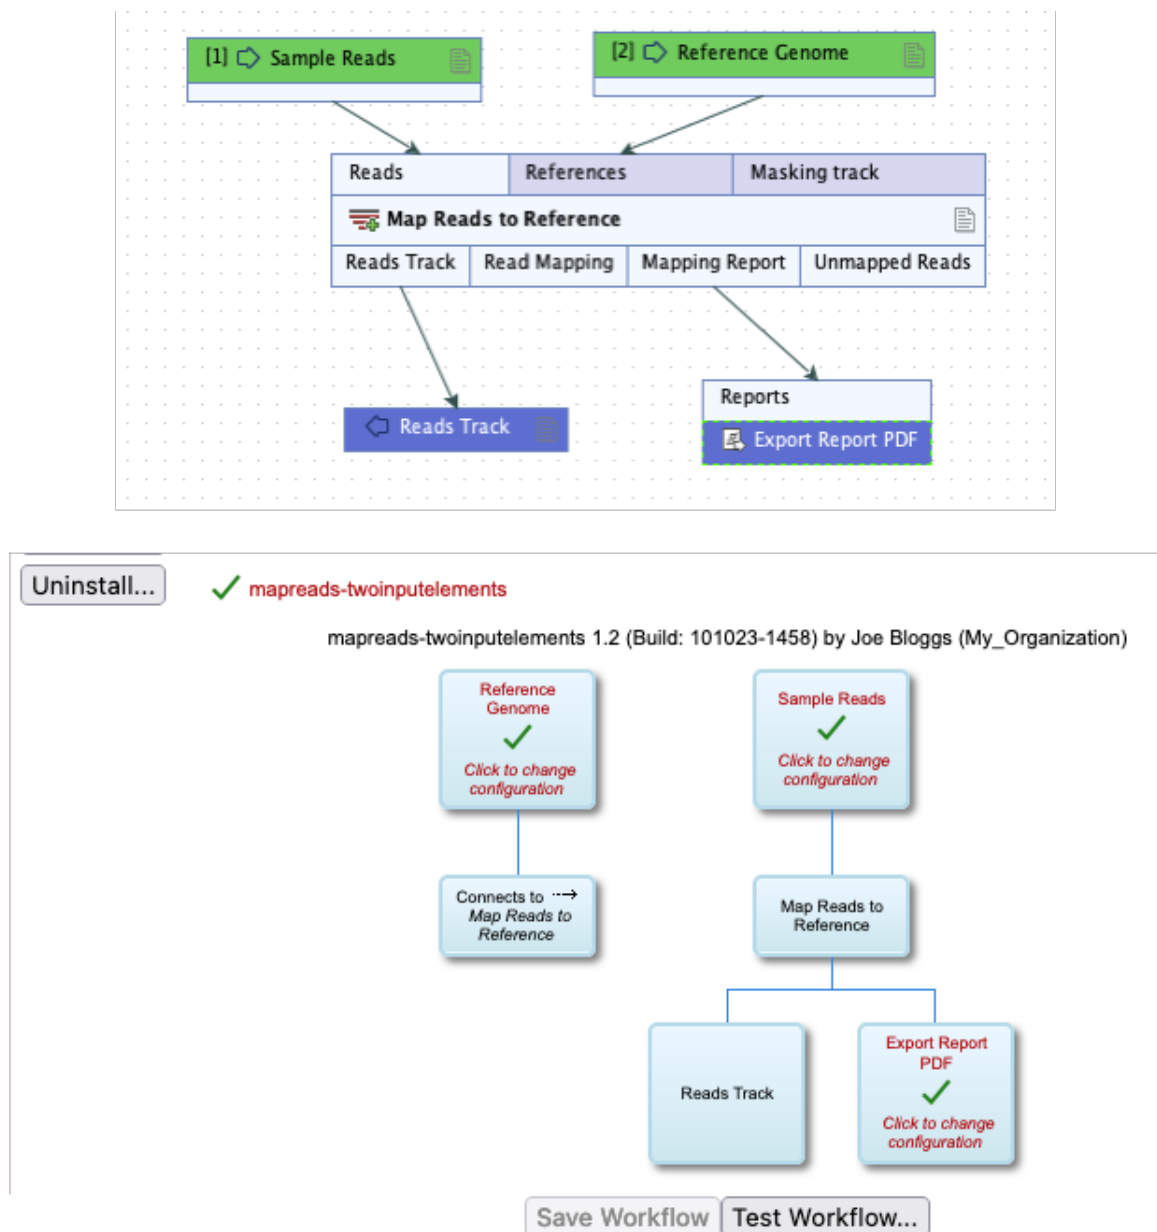 [1] Sample Reads
[2] Reference Genome
Reads References Masking track
Map Reads to Reference
Reads Track Read Mapping Mapping Report Unmapped Reads
Reports
Reads Track
Export Report PDF
Uninstall...
mapreads-twoinputelements
mapreads-twoinputelements 1.2 (Build: 101023-1458) by Joe Bloggs (My_Organization)
Reference
Genome
Click to change
configuration
Sample Reads
Click to change
configuration
Connects to
Map Reads to
Reference
Map Reads to
Reference
Reads Track
Export Report
PDF
Click to change
configuration
Save Workflow Test Workflow...